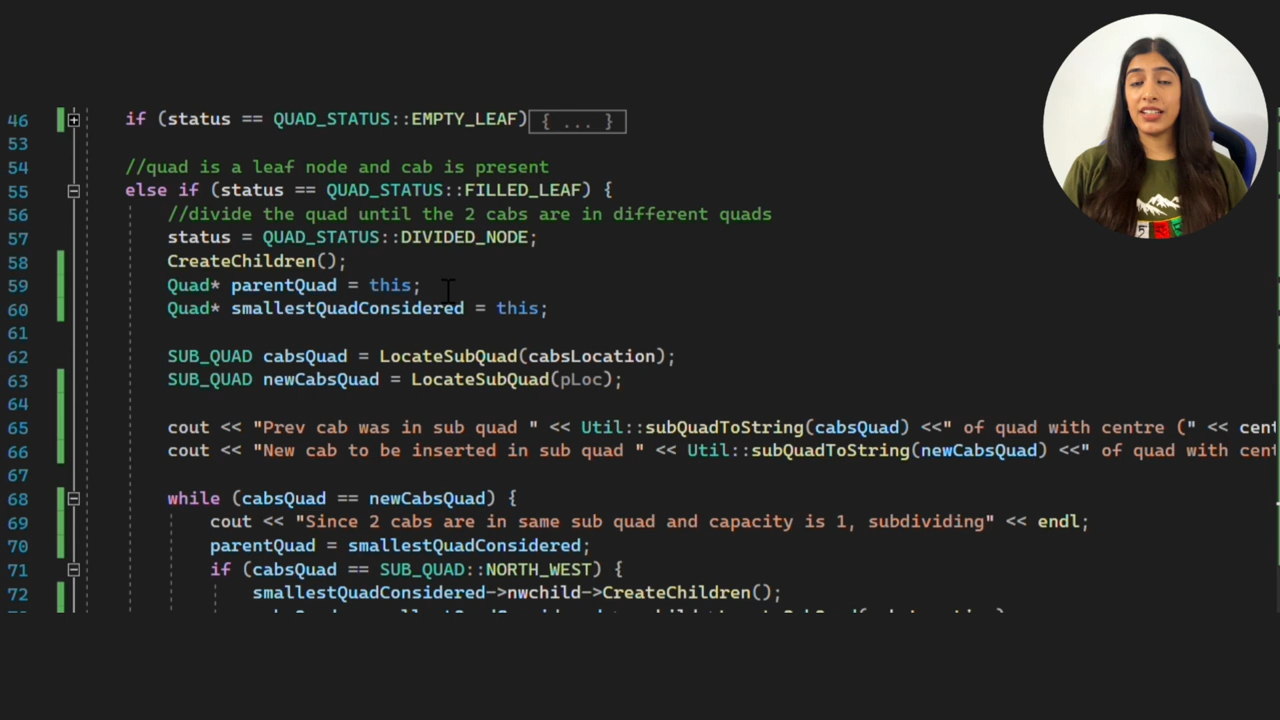 46 if (status == QUAD_STATUS::EMPTY_LEAF) { ... }
53
54 //quad is a leaf node and cab is present
55 else if (status == QUAD_STATUS::FILLED_LEAF) {
56 //divide the quad until the 2 cabs are in different quads
57 status = QUAD_STATUS::DIVIDED_NODE;
58 CreateChildren();
59 Quad* parentQuad = this;
60 Quad* smallestQuadConsidered = this;
61
62 SUB_QUAD cabsQuad = LocateSubQuad(cabsLocation);
63 SUB_QUAD newCabsQuad = LocateSubQuad(pLoc);
64
65 cout << "Prev cab was in sub quad " << Util::subQuadToString(cabsQuad) <<" of quad with centre (" << cent
66 cout << "New cab to be inserted in sub quad " << Util::subQuadToString(newCabsQuad) <<" of quad with cent
67
68 while (cabsQuad == newCabsQuad) {
69 cout << "Since 2 cabs are in same sub quad and capacity is 1, subdividing" << endl;
70 parentQuad = smallestQuadConsidered;
71 if (cabsQuad == SUB_QUAD::NORTH_WEST) {
72 smallestQuadConsidered->nwchild->CreateChildren();